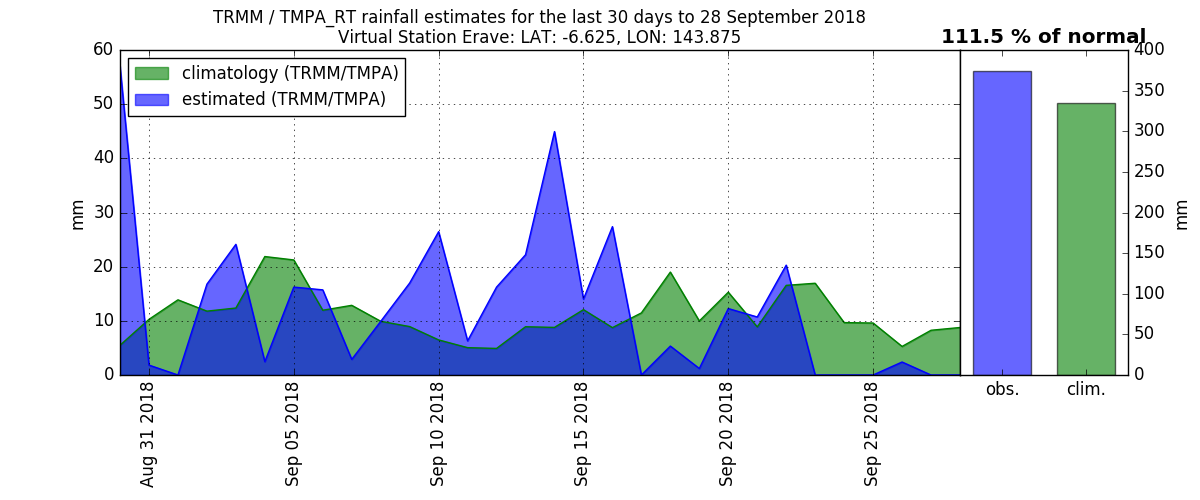 TRMM / TMPA_RT rainfall estimates for the last 30 days to 28 September 2018
Virtual Station Erave: LAT: -6.625, LON: 143.875
111.5 % of normal
climatology (TRMM/TMPA)
estimated (TRMM/TMPA)
60
50
40
30
20
10
0
mm
Aug 31 2018
Sep 05 2018
Sep 10 2018
Sep 15 2018
Sep 20 2018
Sep 25 2018
obs.
clim.
400
350
300
250
200
150
100
50
0
mm